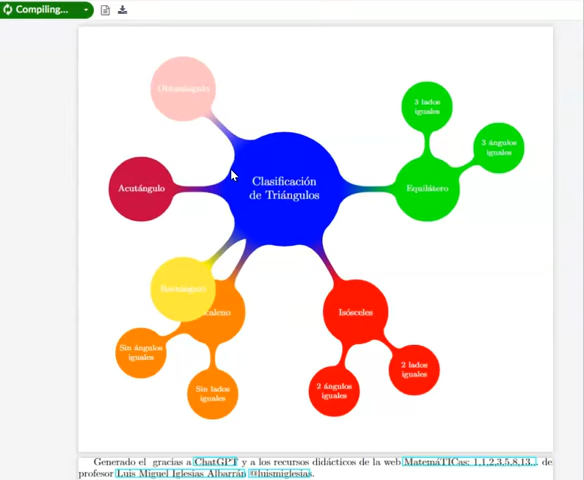 Compiling...
Obtusángulo
3 lados
iguales
3 ángulos
iguales
Clasificación
de Triángulos
Acutángulo
Equilátero
Rectángulo
caleno
Isósceles
Sin ángulos
iguales
2 lados
iguales
Sin lados
iguales
2 ángulos
iguales
Generado el gracias a ChatGPT y a los recursos didácticos de la web MatemáTICas: 1,1,2,3,5,8,13... de
profesor Luis Miguel Iglesias Albarrán @luismiglesias.